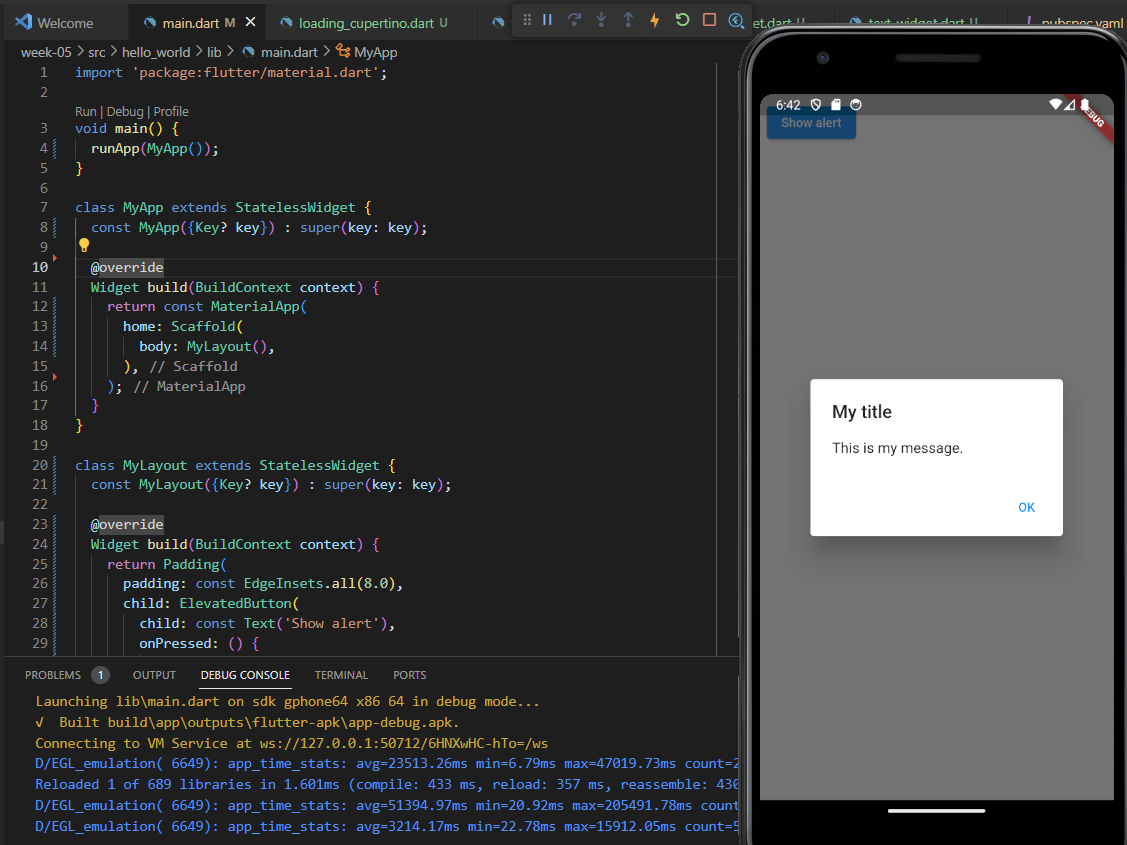 Welcome
main.dart M
loading_cupertino.dart U
text_widget.dart U
pubspec.yaml
week-05 > src > hello_world > lib > main.dart > MyApp
1 import 'package:flutter/material.dart';
2
Run | Debug | Profile
3 void main() {
4 runApp(MyApp());
5 }
6
7 class MyApp extends StatelessWidget {
8 const MyApp({Key? key}) : super(key: key);
9
10 @override
11 Widget build(BuildContext context) {
12 return const MaterialApp(
13 home: Scaffold(
14 body: MyLayout(),
15 ), // Scaffold
16 ); // MaterialApp
17 }
18 }
19
20 class MyLayout extends StatelessWidget {
21 const MyLayout({Key? key}) : super(key: key);
22
23 @override
24 Widget build(BuildContext context) {
25 return Padding(
26 padding: const EdgeInsets.all(8.0),
27 child: ElevatedButton(
28 child: const Text('Show alert'),
29 onPressed: () {
PROBLEMS 1 OUTPUT DEBUG CONSOLE TERMINAL PORTS
Launching lib\main.dart on sdk gphone64 x86 64 in debug mode...
√ Built build\app\outputs\flutter-apk\app-debug.apk.
Connecting to VM Service at ws://127.0.0.1:50712/6HNXwHC-hTo=/ws
D/EGL_emulation( 6649): app_time_stats: avg=23513.26ms min=6.79ms max=47019.73ms count=2
Reloaded 1 of 689 libraries in 1.601ms (compile: 433 ms, reload: 357 ms, reassemble: 430
D/EGL_emulation( 6649): app_time_stats: avg=51394.97ms min=20.92ms max=205491.78ms count
D/EGL_emulation( 6649): app_time_stats: avg=3214.17ms min=22.78ms max=15912.05ms count=5
6:42
Show alert
My title
This is my message.
OK